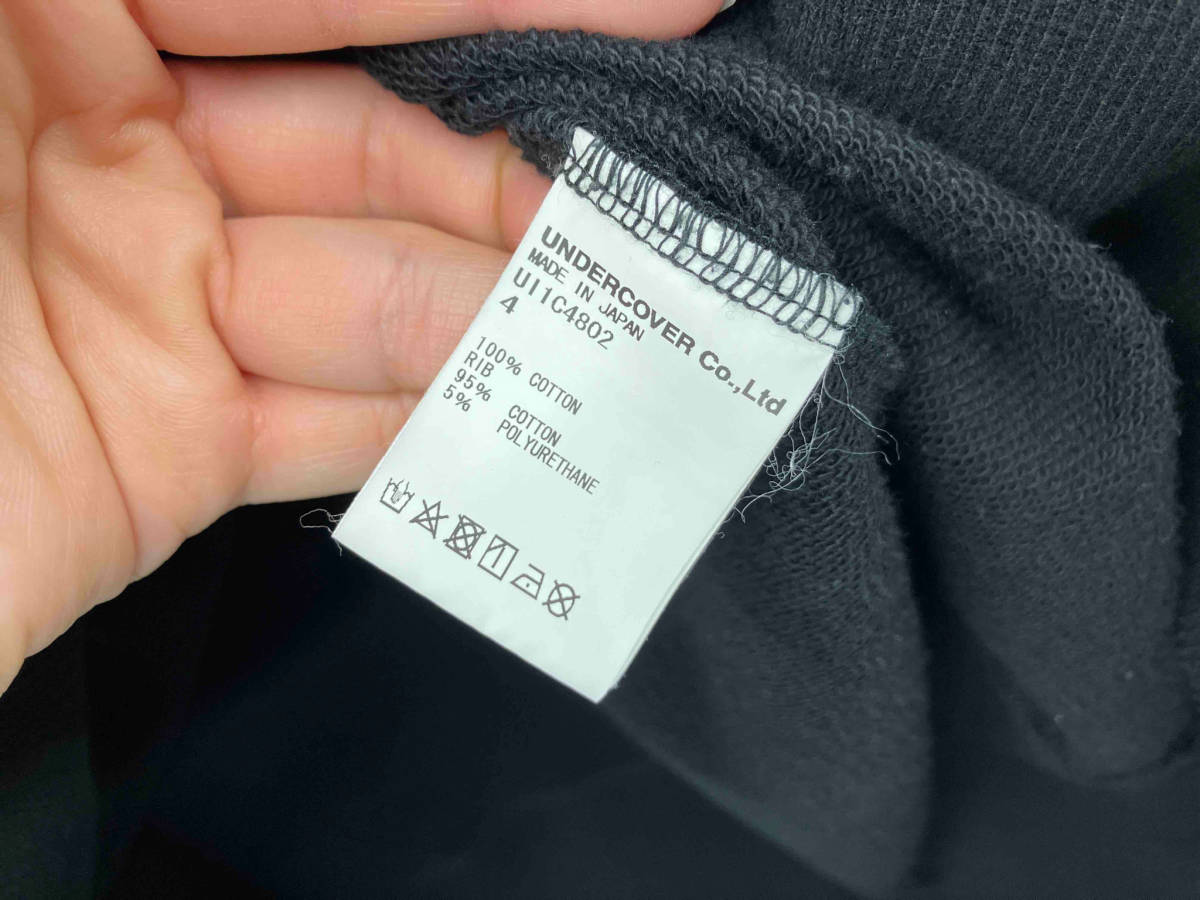 UNDERCOVER Co.,Ltd
MADE IN JAPAN
UI1C4802
4
100% COTTON
RIB
95% COTTON
5% POLYURETHANE